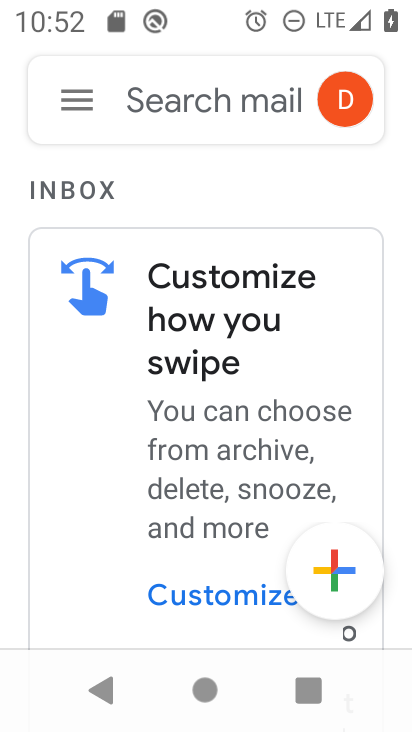 10:52 LTE
Search mail D
INBOX
Customize
how you
swipe
You can choose
from archive,
delete, snooze,
and more
Customize